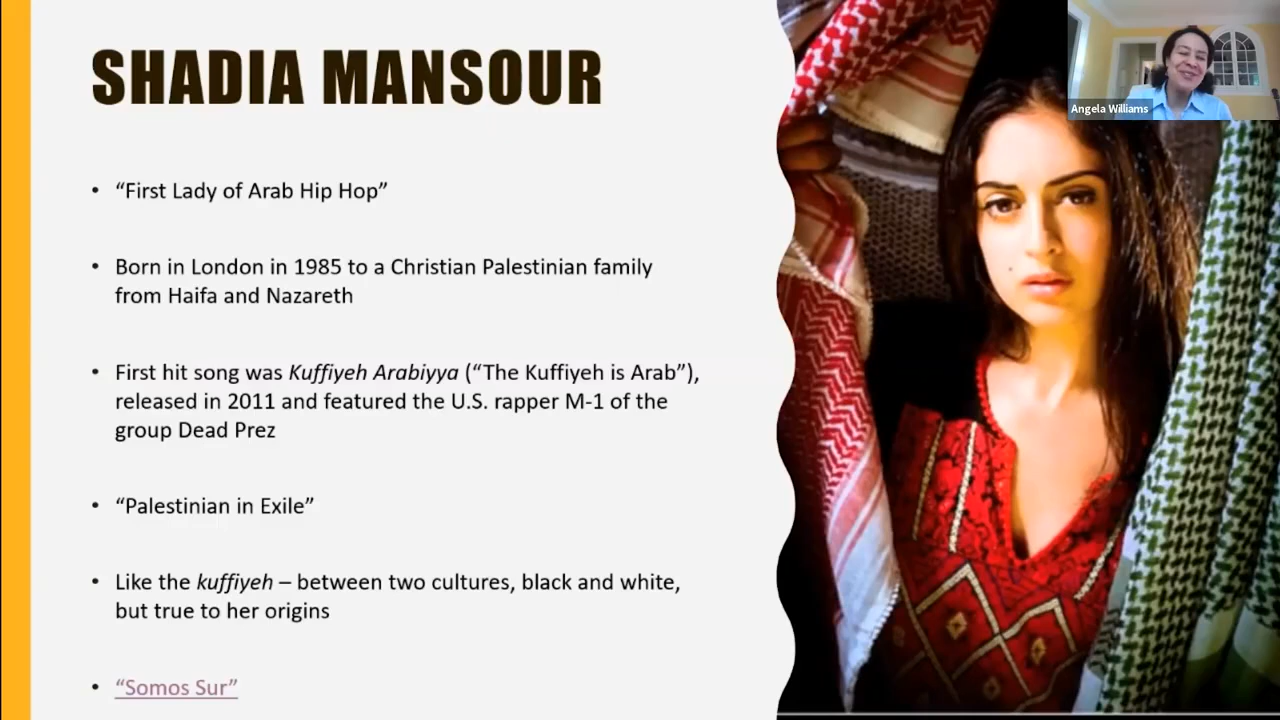 SHADIA MANSOUR
• “First Lady of Arab Hip Hop”
• Born in London in 1985 to a Christian Palestinian family
from Haifa and Nazareth
• First hit song was Kuffiyeh Arabiyya (“The Kuffiyeh is Arab”),
released in 2011 and featured the U.S. rapper M-1 of the
group Dead Prez
• “Palestinian in Exile”
• Like the kuffiyeh – between two cultures, black and white,
but true to her origins
• “Somos Sur”
Angela Williams